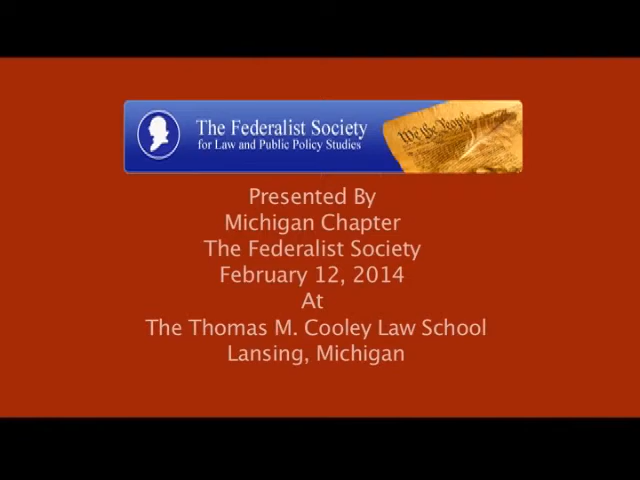 The Federalist Society
for Law and Public Policy Studies
We the People
Presented By
Michigan Chapter
The Federalist Society
February 12, 2014
At
The Thomas M. Cooley Law School
Lansing, Michigan